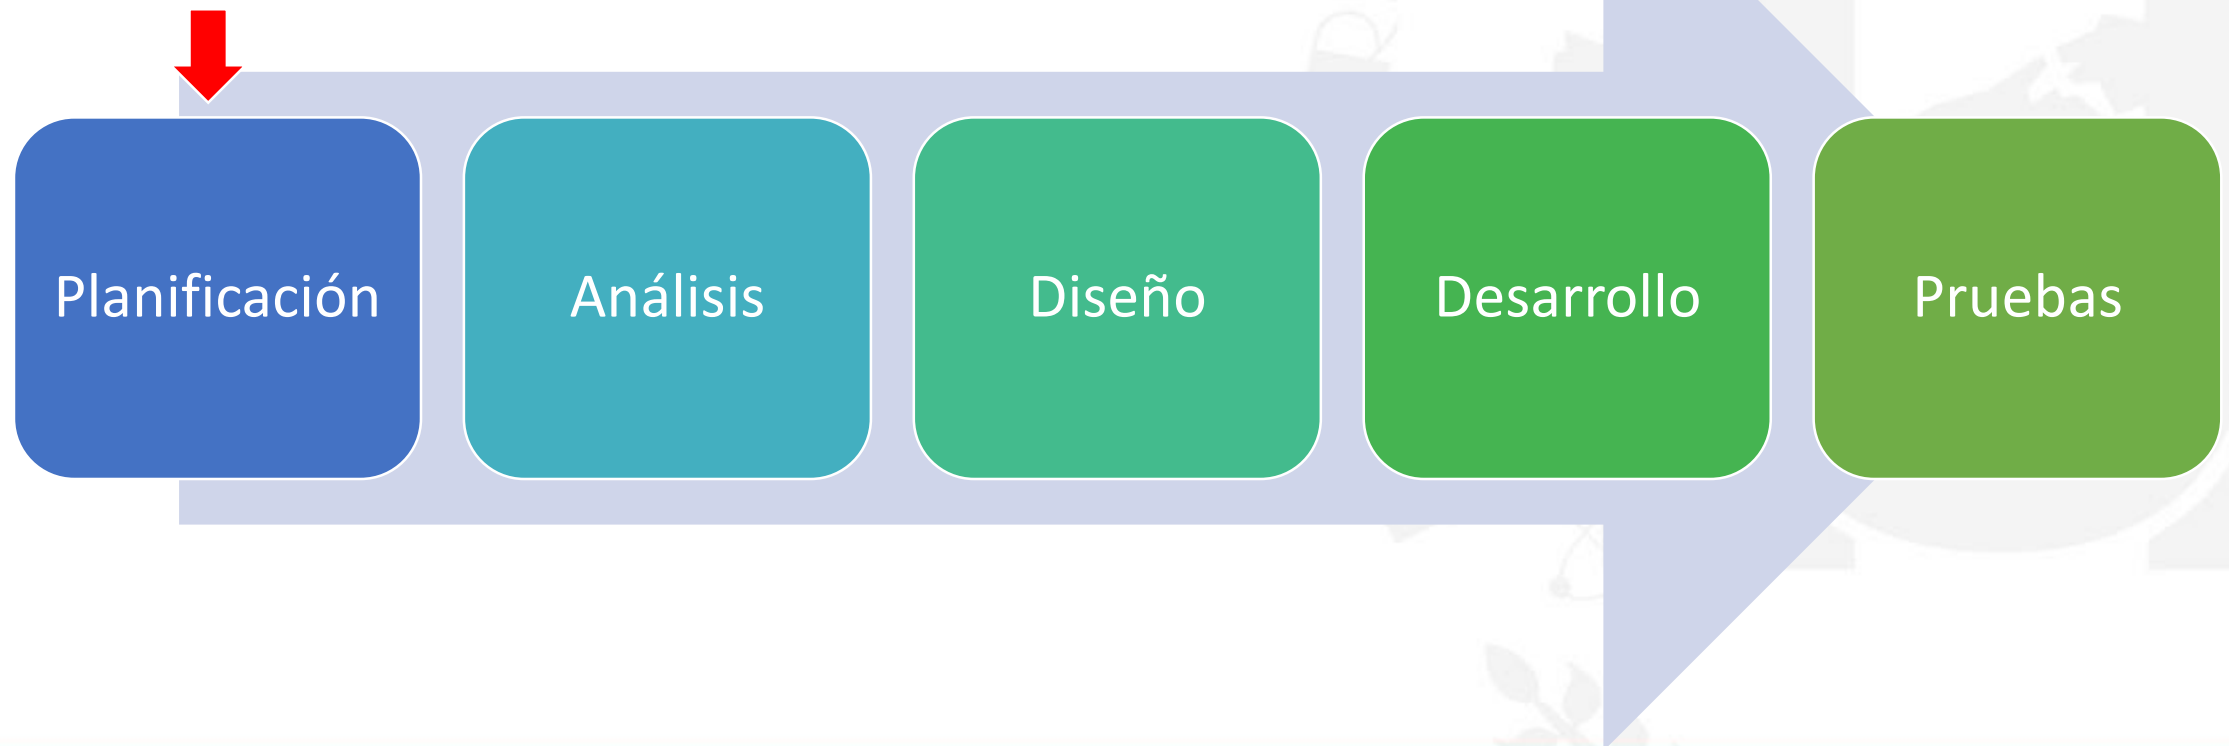 Planificación
Análisis
Diseño
Desarrollo
Pruebas